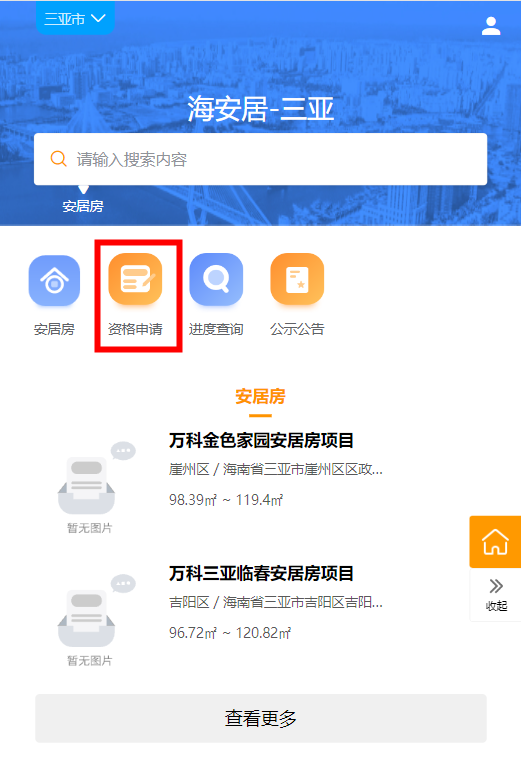 三亚市
海安居-三亚
请输入搜索内容
安居房
安居房
资格申请
进度查询
公示公告
安居房
万科金色家园安居房项目
崖州区 / 海南省三亚市崖州区区政...
98.39㎡ ~ 119.4㎡
暂无图片
万科三亚临春安居房项目
吉阳区 / 海南省三亚市吉阳区吉阳...
96.72㎡ ~ 120.82㎡
暂无图片
收起
查看更多